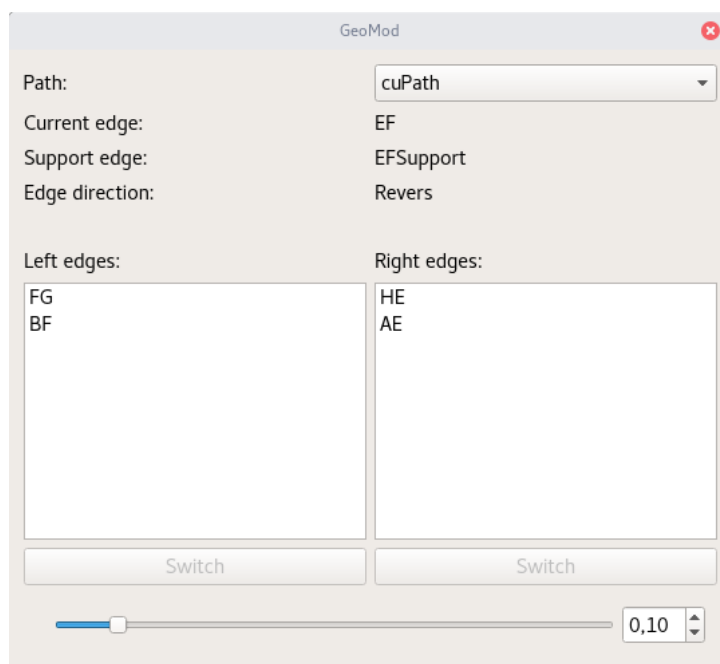 GeoMod
Path: cuPath
Current edge: EF
Support edge: EFSupport
Edge direction: Revers
Left edges: Right edges:
FG HE
BF AE
Switch Switch
0,10